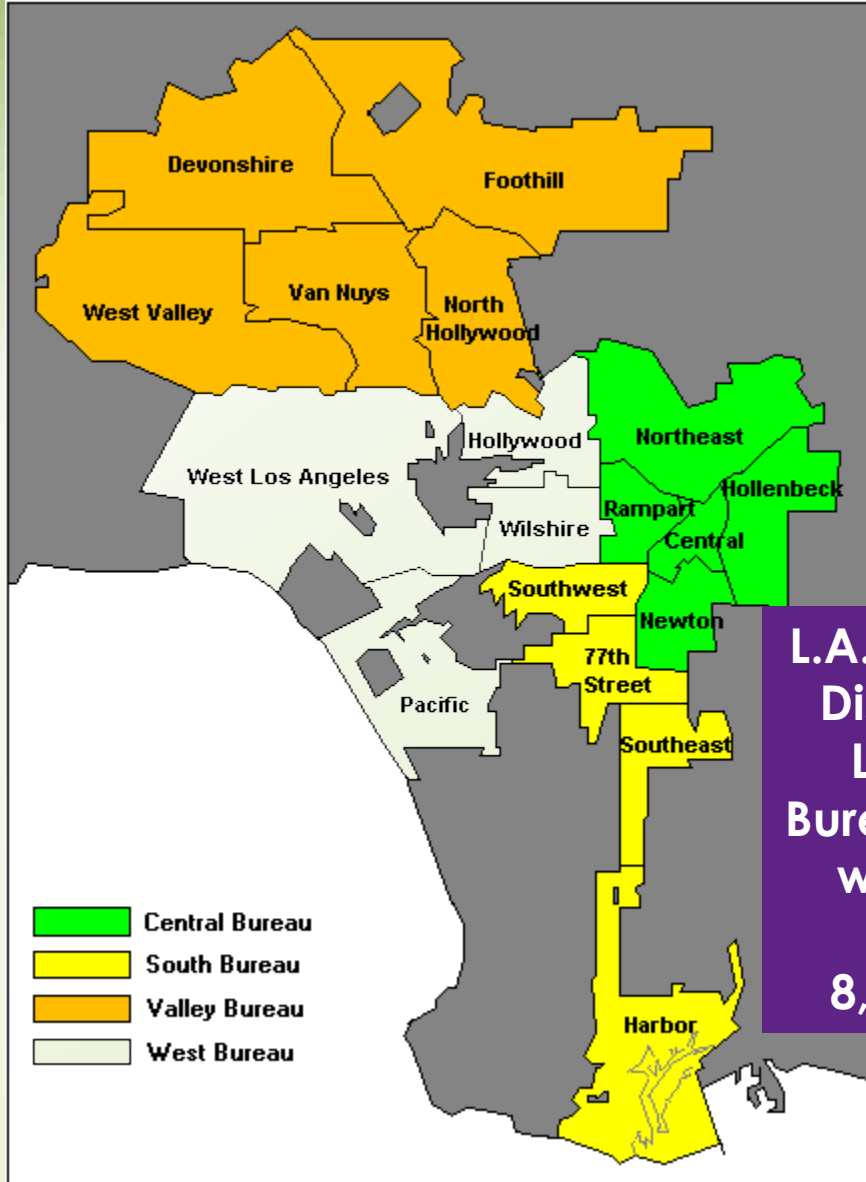 Devonshire
Foothill
West Valley
Van Nuys
North
Hollywood
Hollywood
West Los Angeles
Northeast
Hollenbeck
Rampart
Wilshire
Central
Southwest
Newton
77th
Street
Pacific
Southeast
Harbor
Central Bureau
South Bureau
Valley Bureau
West Bureau
L.A.
Di
L
Bure
w
8,